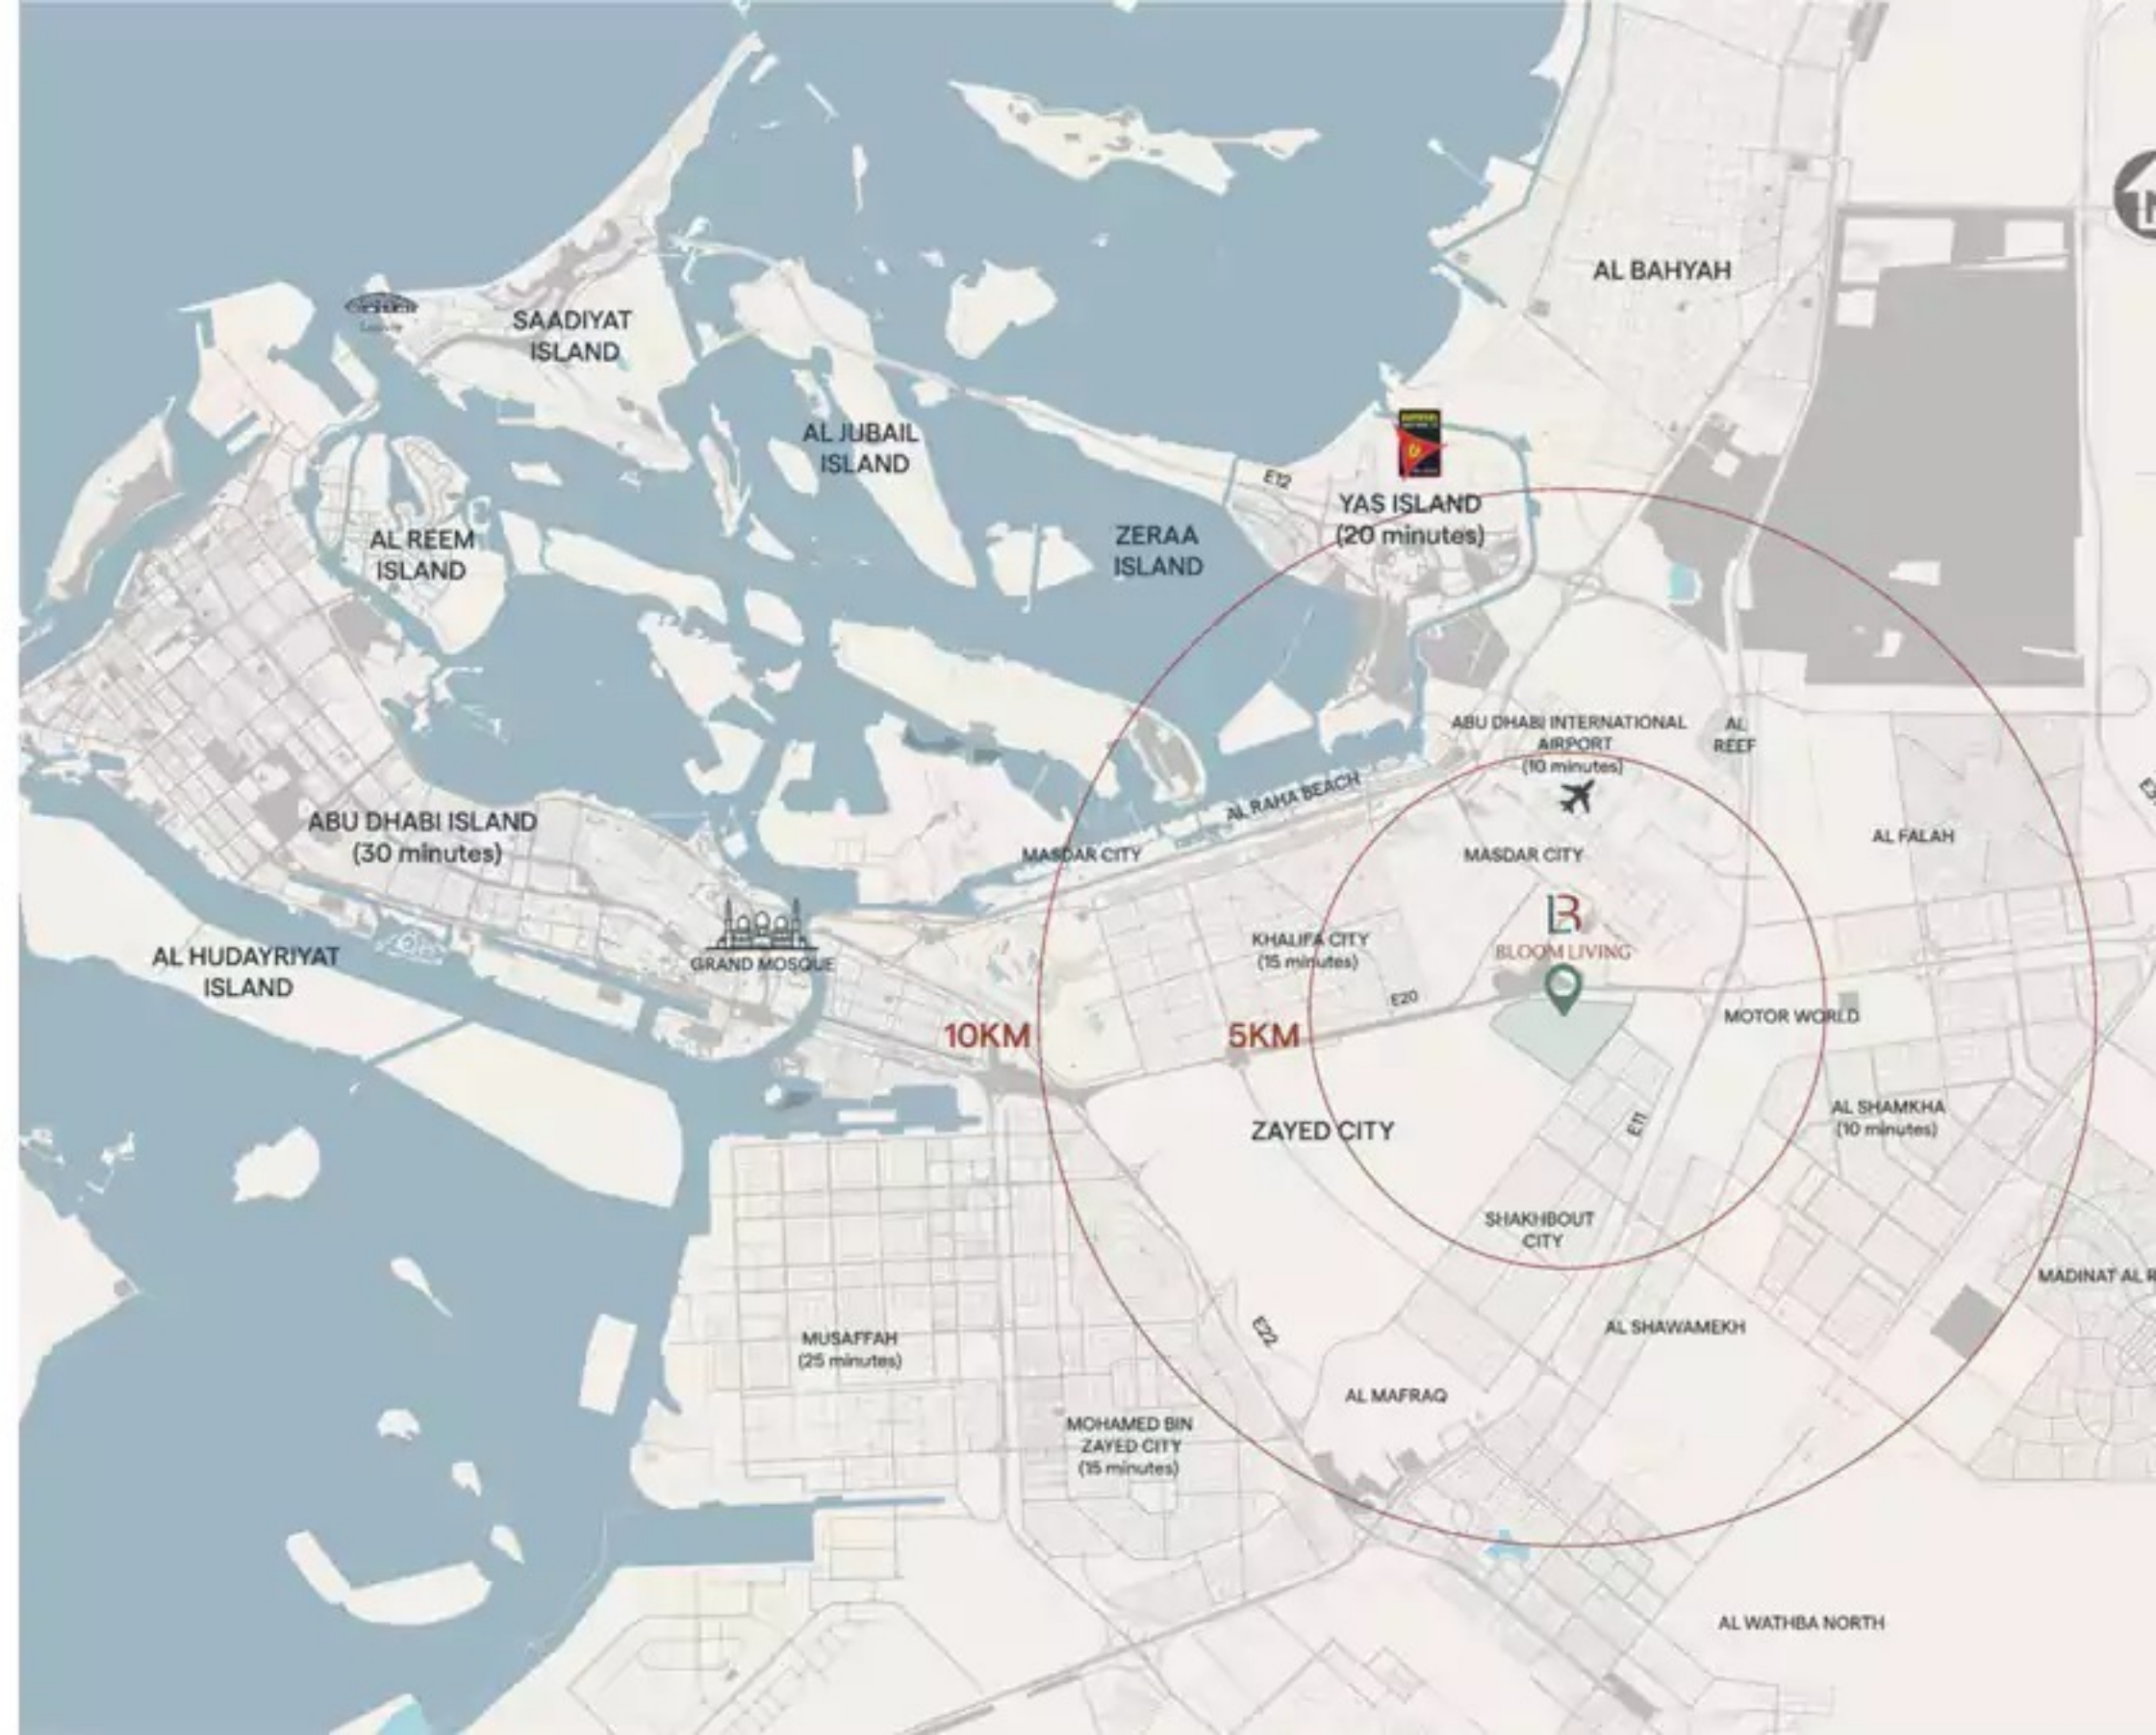 AL BAHYAH
SAADIYAT
ISLAND
AL JUBAIL
ISLAND
E12
YAS ISLAND
(20 minutes)
AL REEM
ISLAND
ZERAA
ISLAND
ABU DHABI INTERNATIONAL
AIRPORT
(10 minutes)
AL
REEF
AL RAHA BEACH
ABU DHABI ISLAND
(30 minutes)
MASDAR CITY
MASDAR CITY
AL FALAH
LB
BLOOM LIVING
KHALIFA CITY
(15 minutes)
AL HUDAYRIYAT
ISLAND
GRAND MOSQUE
E20
10KM
5KM
MOTOR WORLD
ZAYED CITY
E11
AL SHAMKHA
(10 minutes)
SHAKHBOUT
CITY
MADINAT AL R
E22
AL SHAWAMEKH
MUSAFFAH
(25 minutes)
AL MAFRAQ
MOHAMED BIN
ZAYED CITY
(15 minutes)
AL WATHBA NORTH